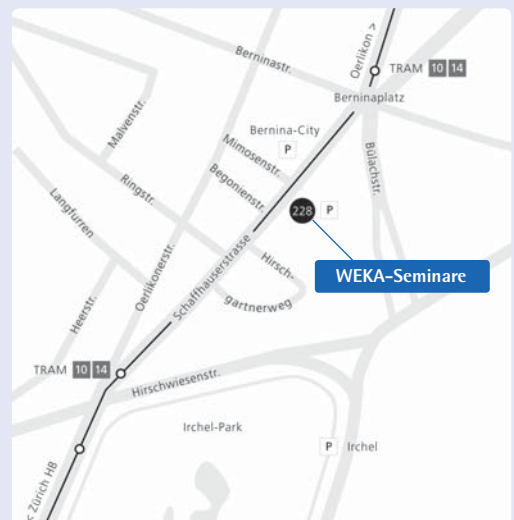 Oerlikon >
Berninastr.
TRAM 10 14
Berninaplatz
Malvenstr.
Bernina-City
P
Mimosenstr.
Bülachstr.
Begonienstr.
Ringstr.
228 P
Langfurren
Schaffhauserstrasse
Oerlikonerstr.
Hirsch-
gartnerweg
WEKA-Seminare
Heerstr.
TRAM 10 14
Hirschwiesenstr.
Irchel-Park
P Irchel
< Zürich HB